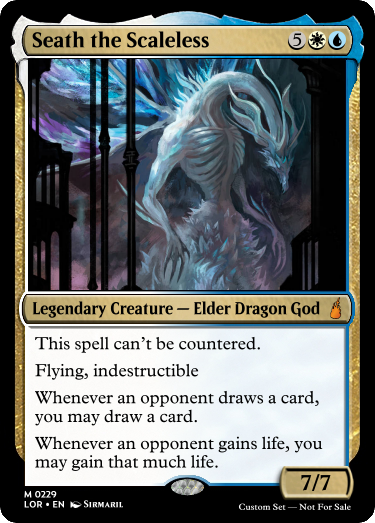 Seath the Scaleless 5
Legendary Creature — Elder Dragon God
This spell can't be countered.
Flying, indestructible
Whenever an opponent draws a card,
you may draw a card.
Whenever an opponent gains life, you
may gain that much life.
7/7
M 0229
LOR • EN Sirmaril
Custom Set — Not For Sale